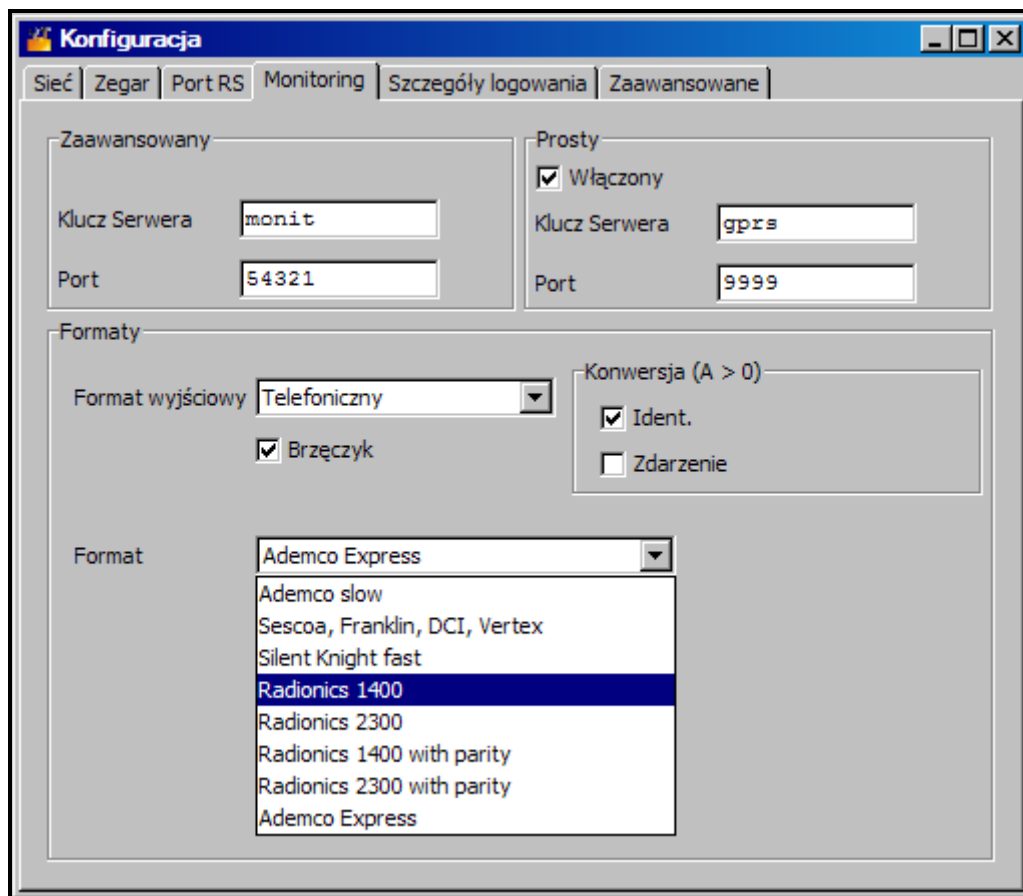 Konfiguracja
Sieć Zegar Port RS Monitoring Szczegóły logowania Zaawansowane
Zaawansowany
Klucz Serwera monit
Port 54321
Prosty
Włączony
Klucz Serwera gprs
Port 9999
Formaty
Format wyjściowy Telefoniczny
Brzęczyk
Konwersja (A > 0)
Ident.
Zdarzenie
Format Ademco Express
Ademco slow
Sescoa, Franklin, DCI, Vertex
Silent Knight fast
Radionics 1400
Radionics 2300
Radionics 1400 with parity
Radionics 2300 with parity
Ademco Express